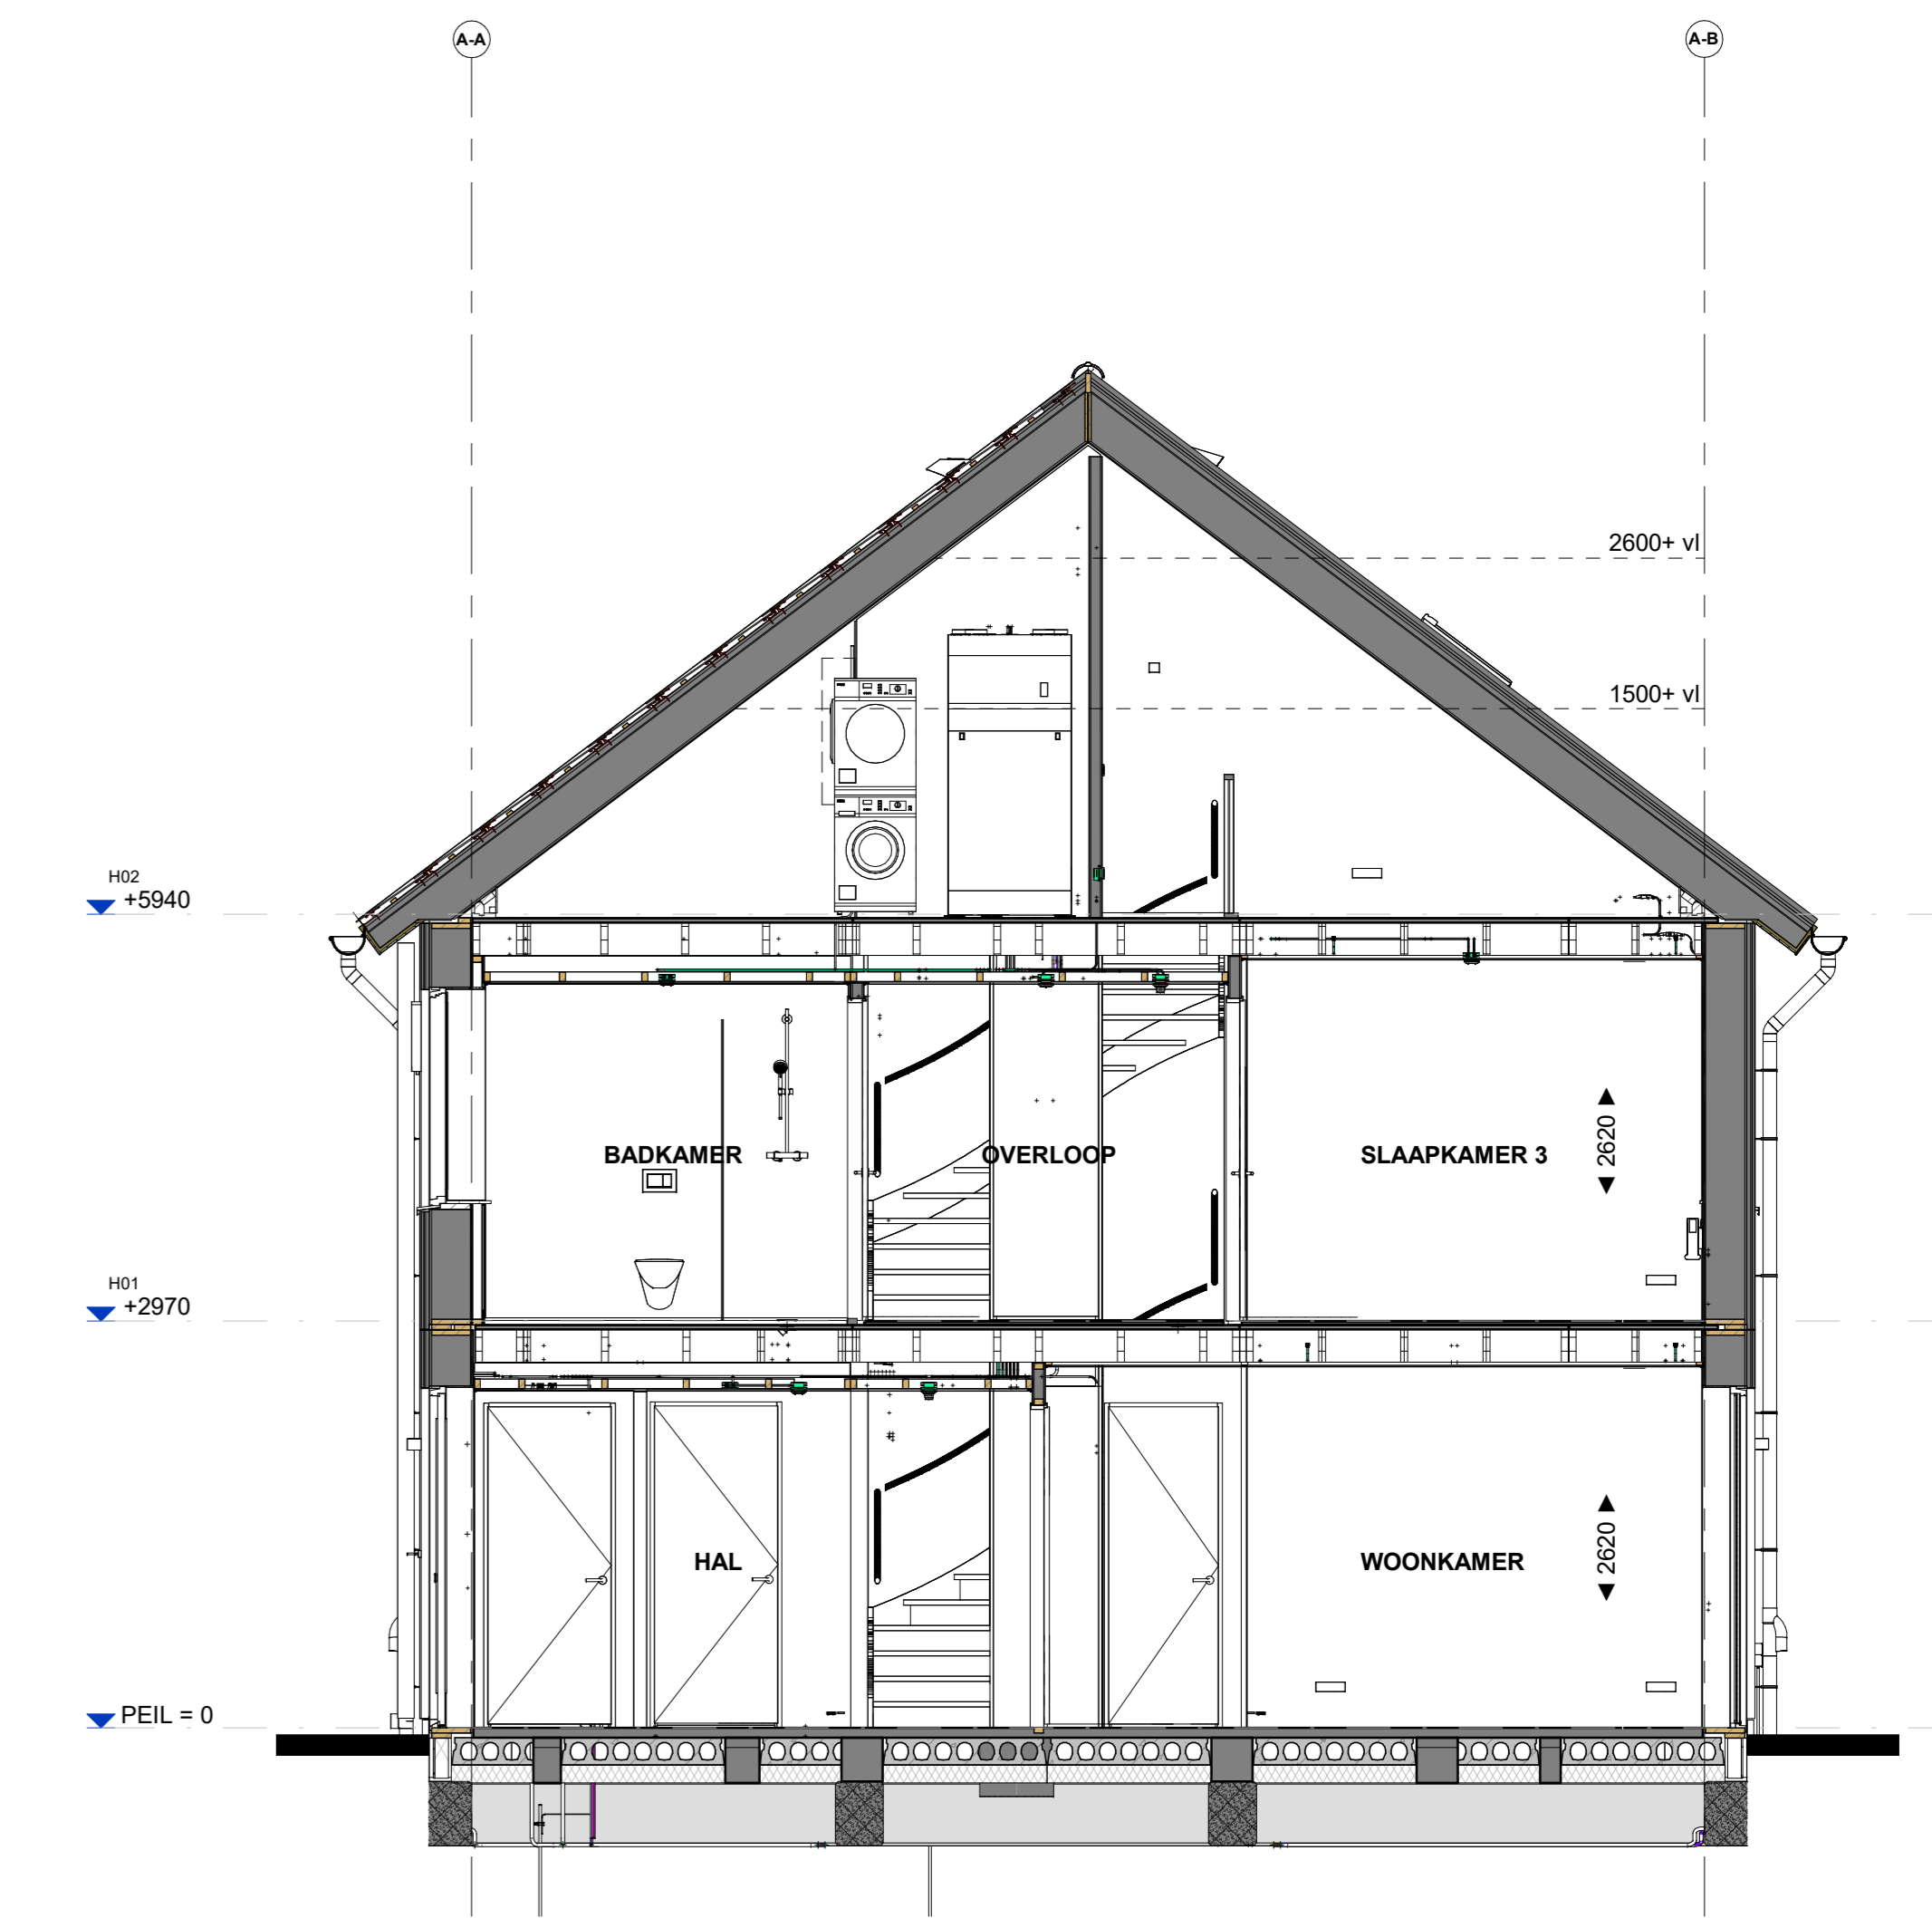 A-A
A-B
2600+ vl
1500+ vl
H02
+5940
BADKAMER
OVERLOOP
SLAAPKAMER 3
2620
H01
+2970
HAL
WOONKAMER
2620
PEIL = 0